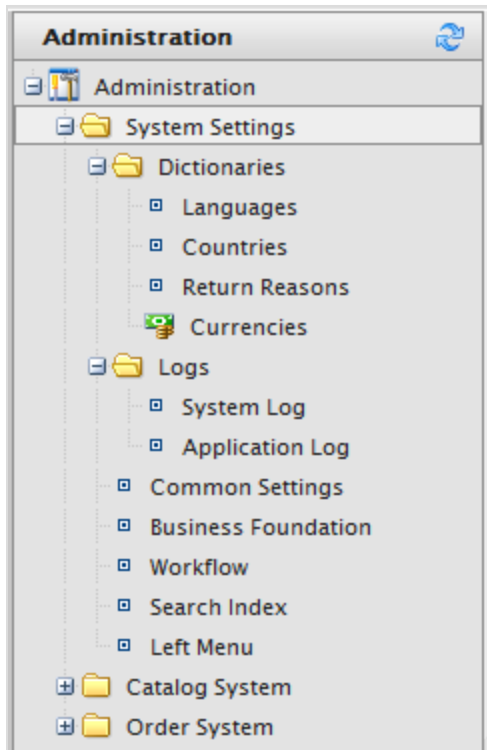 Administration
Administration
System Settings
Dictionaries
Languages
Countries
Return Reasons
Currencies
Logs
System Log
Application Log
Common Settings
Business Foundation
Workflow
Search Index
Left Menu
Catalog System
Order System